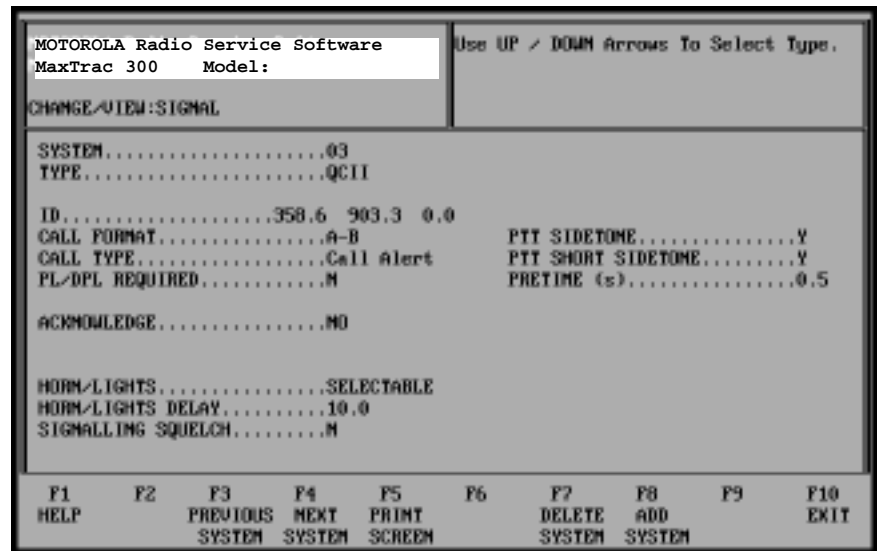 MOTOROLA Radio Service Software
MaxTrac 300 Model:
CHANGE/VIEW:SIGNAL
Use UP / DOWN Arrows To Select Type.
SYSTEM.....................03
TYPE.......................QCII
ID....................358.6 903.3 0.0
CALL FORMAT................A-B
CALL TYPE..................Call Alert
PL/DPL REQUIRED............N
PTT SIDETONE...............Y
PTT SHORT SIDETONE.........Y
PRETIME (s)................0.5
ACKNOWLEDGE................NO
HORN/LIGHTS................SELECTABLE
HORN/LIGHTS DELAY..........10.0
SIGNALLING SQUELCH.........N
F1 F2 F3 F4 F5 F6 F7 F8 F9 F10
HELP PREVIOUS NEXT PRINT DELETE ADD EXIT
SYSTEM SYSTEM SCREEN SYSTEM SYSTEM